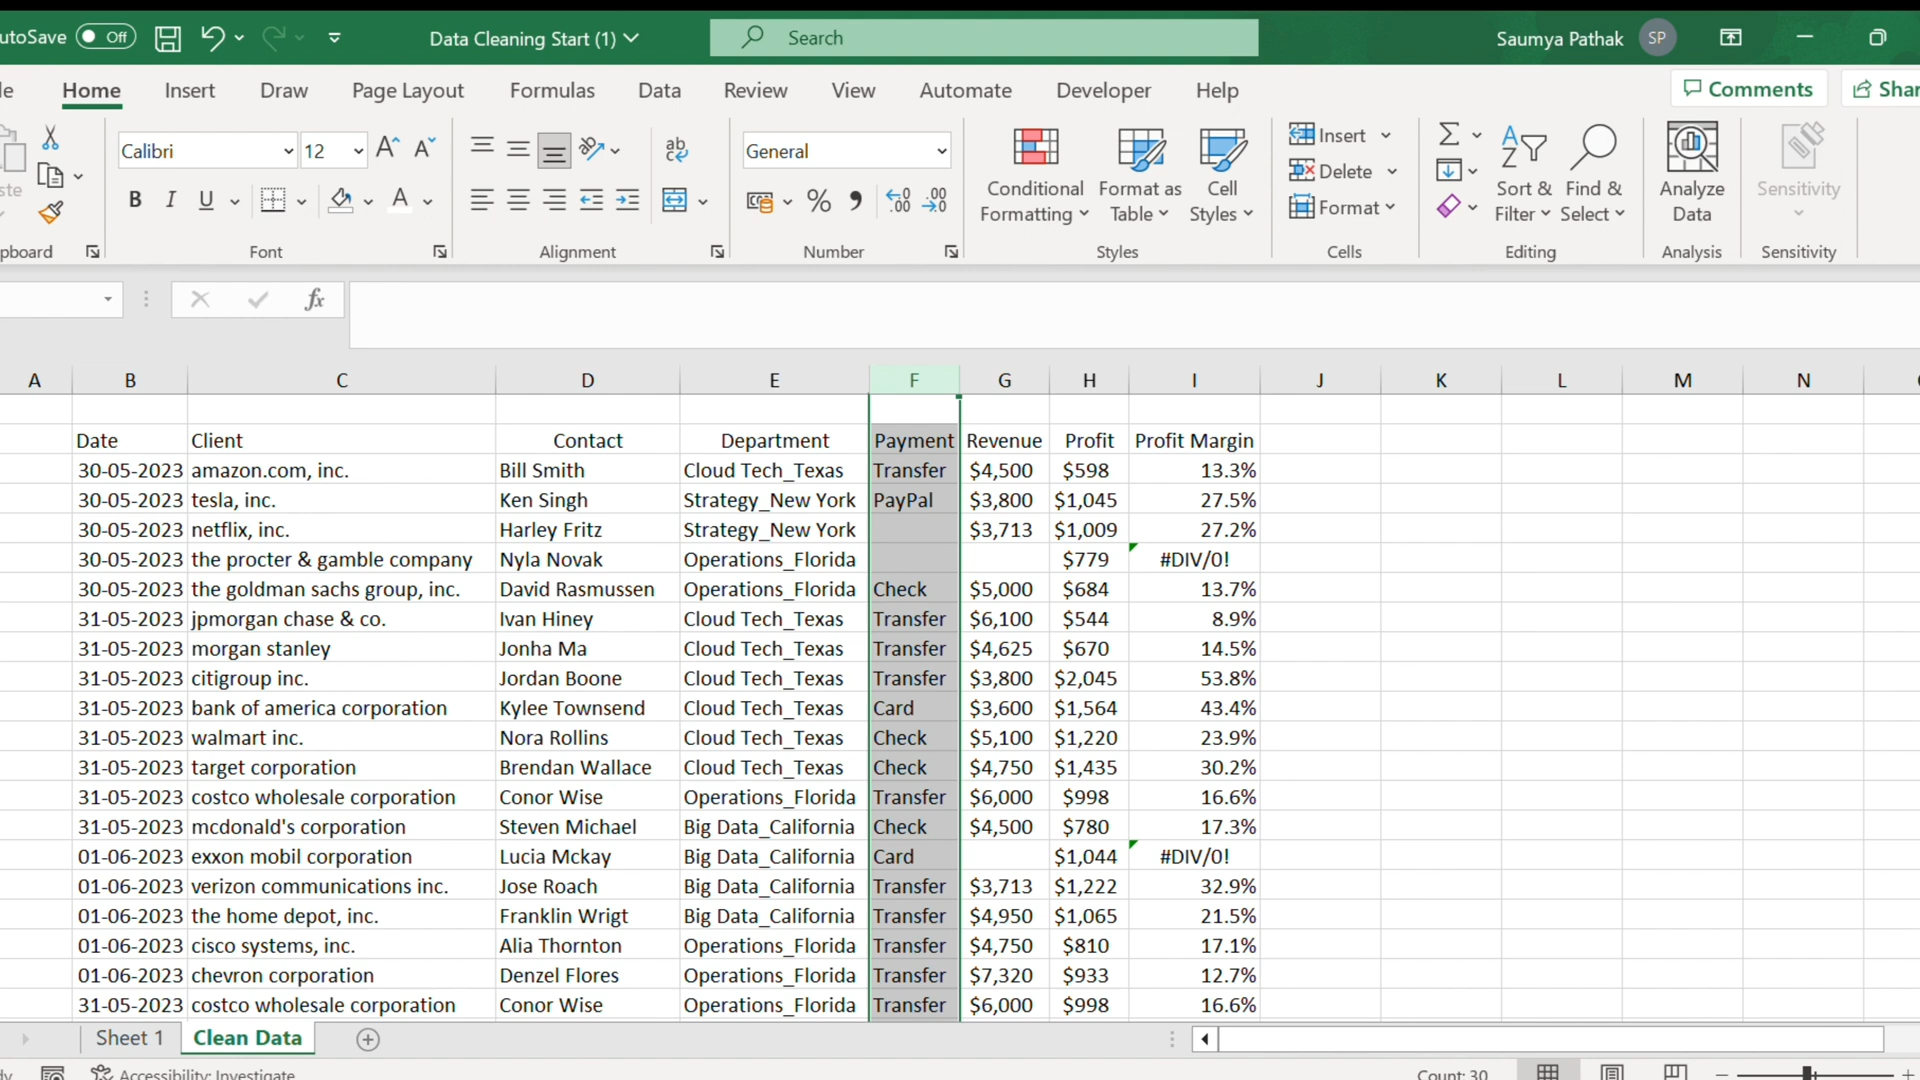 utoSave Off Data Cleaning Start (1) Search Saumya Pathak SP
le Home Insert Draw Page Layout Formulas Data Review View Automate Developer Help Comments Shar
Calibri 12 General Insert
Delete
Format
ste B I U A % Conditional Formatting Format as Table Cell Styles Sort & Filter Find & Select Analyze Data Sensitivity
pboard Font Alignment Number Styles Cells Editing Analysis Sensitivity
fx
A B C D E F G H I J K L M N
Date Client Contact Department Payment Revenue Profit Profit Margin
30-05-2023 amazon.com, inc. Bill Smith Cloud Tech_Texas Transfer $4,500 $598 13.3%
30-05-2023 tesla, inc. Ken Singh Strategy_New York PayPal $3,800 $1,045 27.5%
30-05-2023 netflix, inc. Harley Fritz Strategy_New York $3,713 $1,009 27.2%
30-05-2023 the procter & gamble company Nyla Novak Operations_Florida $779 #DIV/0!
30-05-2023 the goldman sachs group, inc. David Rasmussen Operations_Florida Check $5,000 $684 13.7%
31-05-2023 jpmorgan chase & co. Ivan Hiney Cloud Tech_Texas Transfer $6,100 $544 8.9%
31-05-2023 morgan stanley Jonha Ma Cloud Tech_Texas Transfer $4,625 $670 14.5%
31-05-2023 citigroup inc. Jordan Boone Cloud Tech_Texas Transfer $3,800 $2,045 53.8%
31-05-2023 bank of america corporation Kylee Townsend Cloud Tech_Texas Card $3,600 $1,564 43.4%
31-05-2023 walmart inc. Nora Rollins Cloud Tech_Texas Check $5,100 $1,220 23.9%
31-05-2023 target corporation Brendan Wallace Cloud Tech_Texas Check $4,750 $1,435 30.2%
31-05-2023 costco wholesale corporation Conor Wise Operations_Florida Transfer $6,000 $998 16.6%
31-05-2023 mcdonald's corporation Steven Michael Big Data_California Check $4,500 $780 17.3%
01-06-2023 exxon mobil corporation Lucia Mckay Big Data_California Card $1,044 #DIV/0!
01-06-2023 verizon communications inc. Jose Roach Big Data_California Transfer $3,713 $1,222 32.9%
01-06-2023 the home depot, inc. Franklin Wrigt Big Data_California Transfer $4,950 $1,065 21.5%
01-06-2023 cisco systems, inc. Alia Thornton Operations_Florida Transfer $4,750 $810 17.1%
01-06-2023 chevron corporation Denzel Flores Operations_Florida Transfer $7,320 $933 12.7%
31-05-2023 costco wholesale corporation Conor Wise Operations_Florida Transfer $6,000 $998 16.6%
Sheet 1 Clean Data
dy Accessibility: Investigate Count: 30